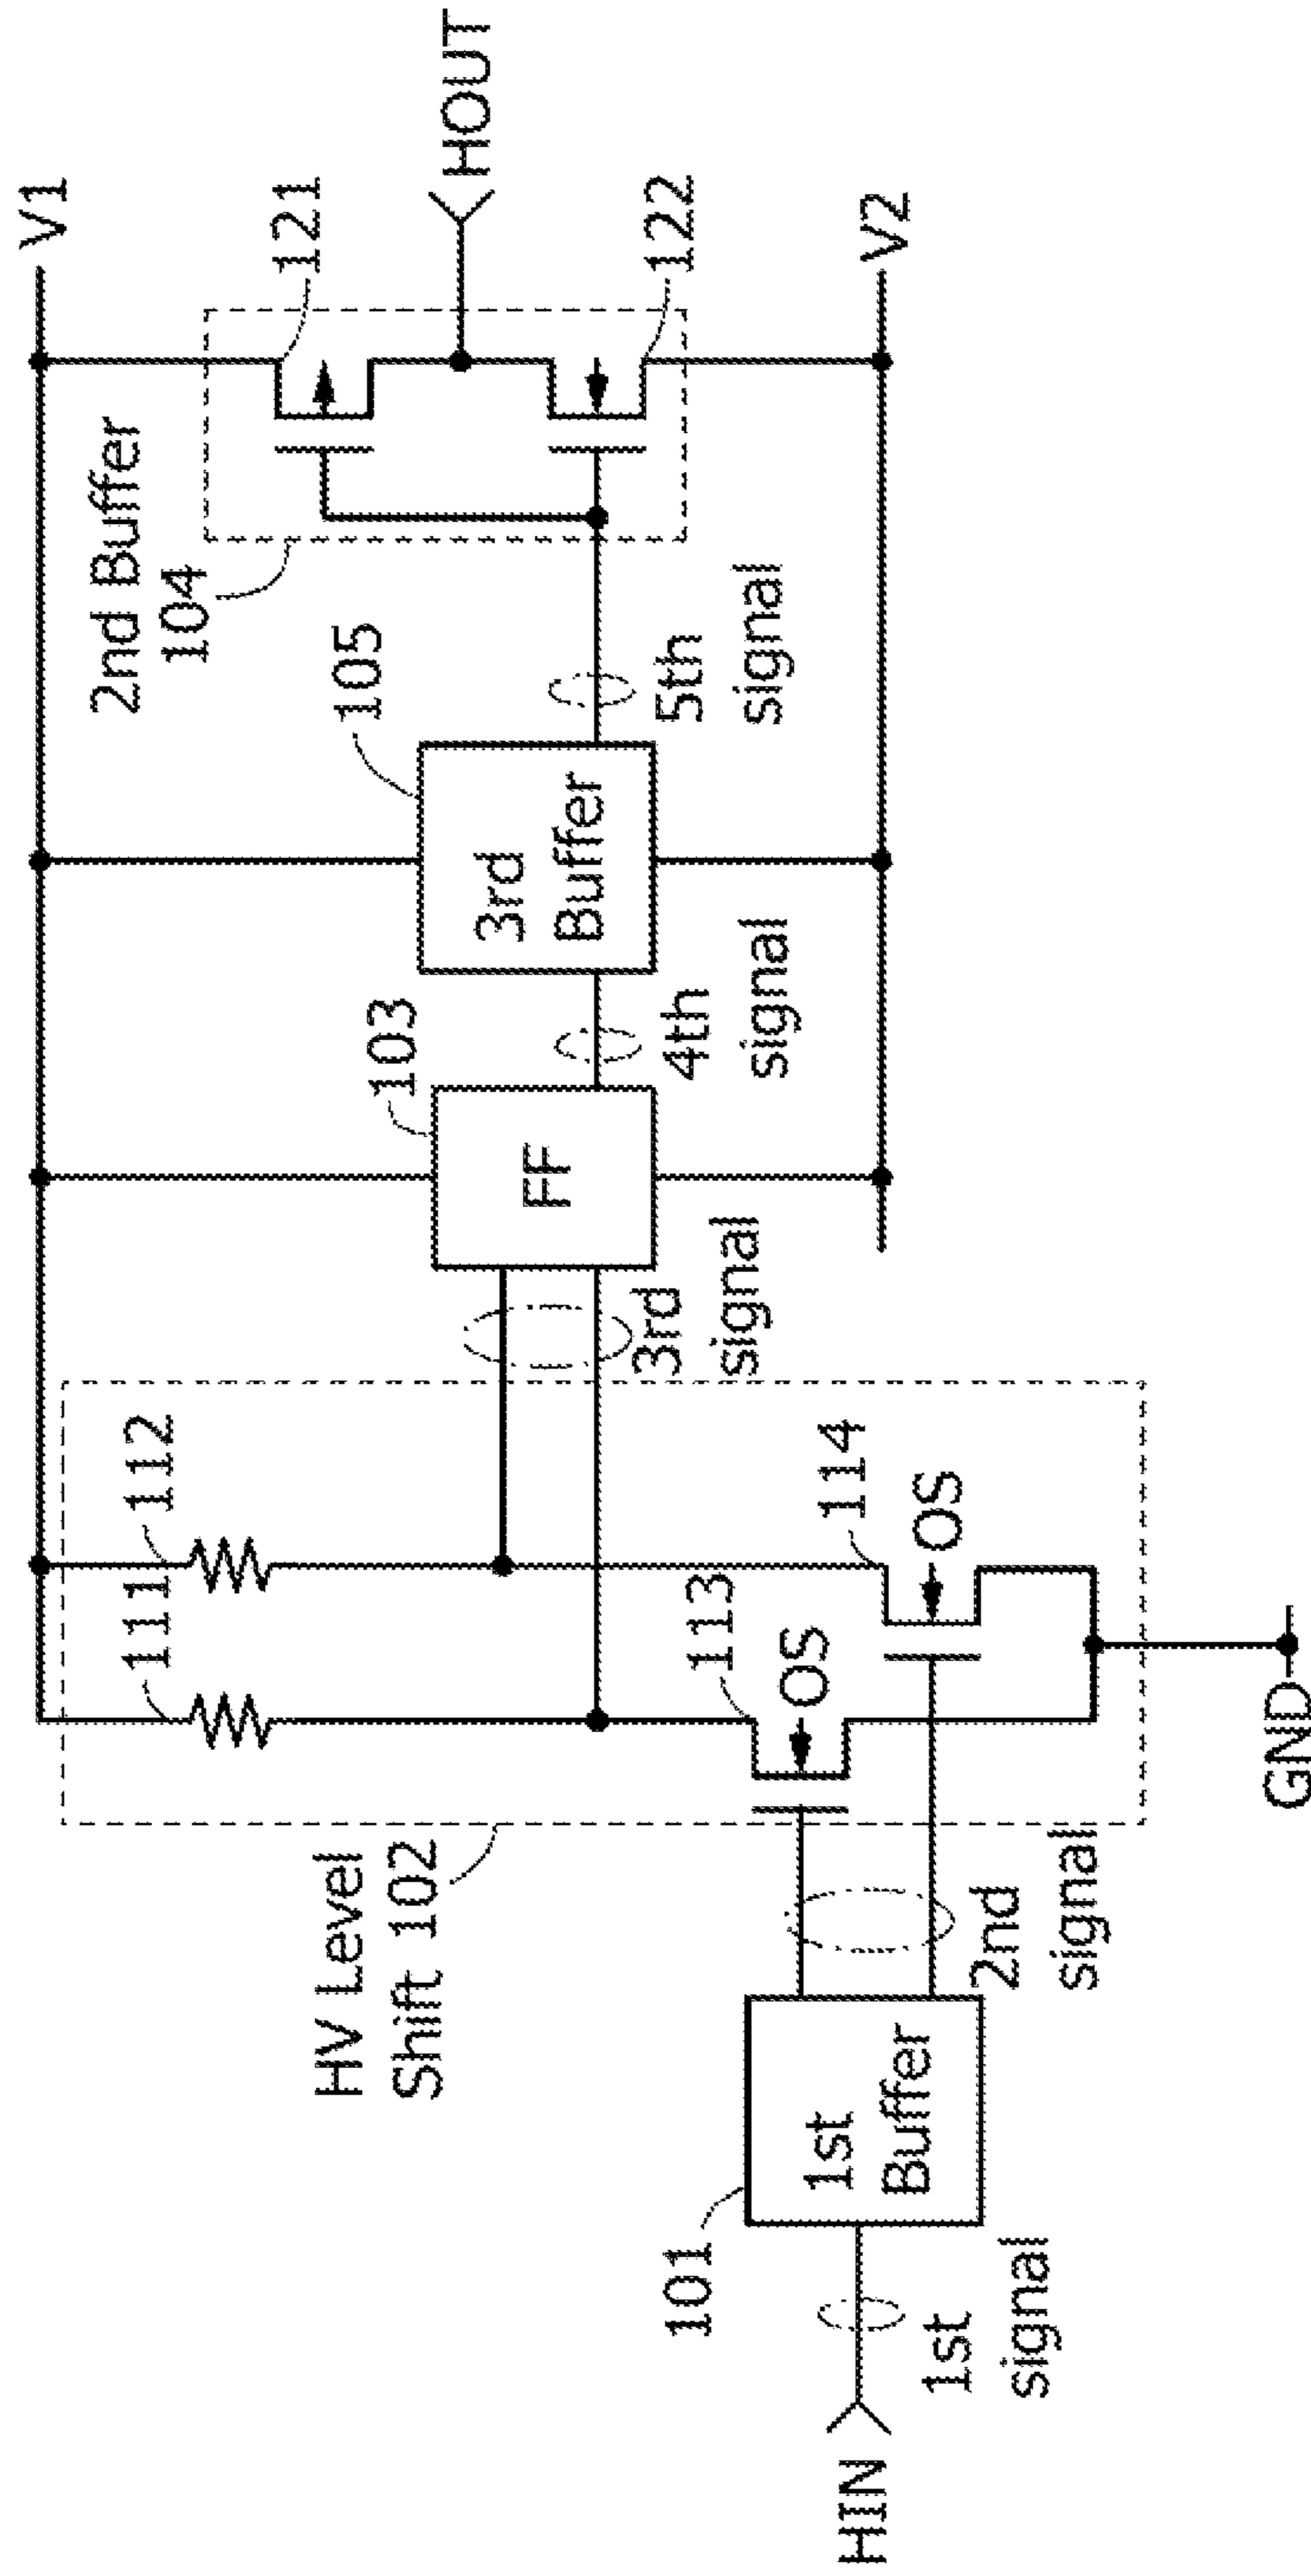 V1
2nd Buffer
104
121
HOUT
122
V2
105
3rd
Buffer
5th
signal
103
FF
4th
signal
3rd
signal
111
112
113
OS
114
OS
HV Level
Shift 102
2nd
signal
GND
101
1st
Buffer
1st
signal
HIN